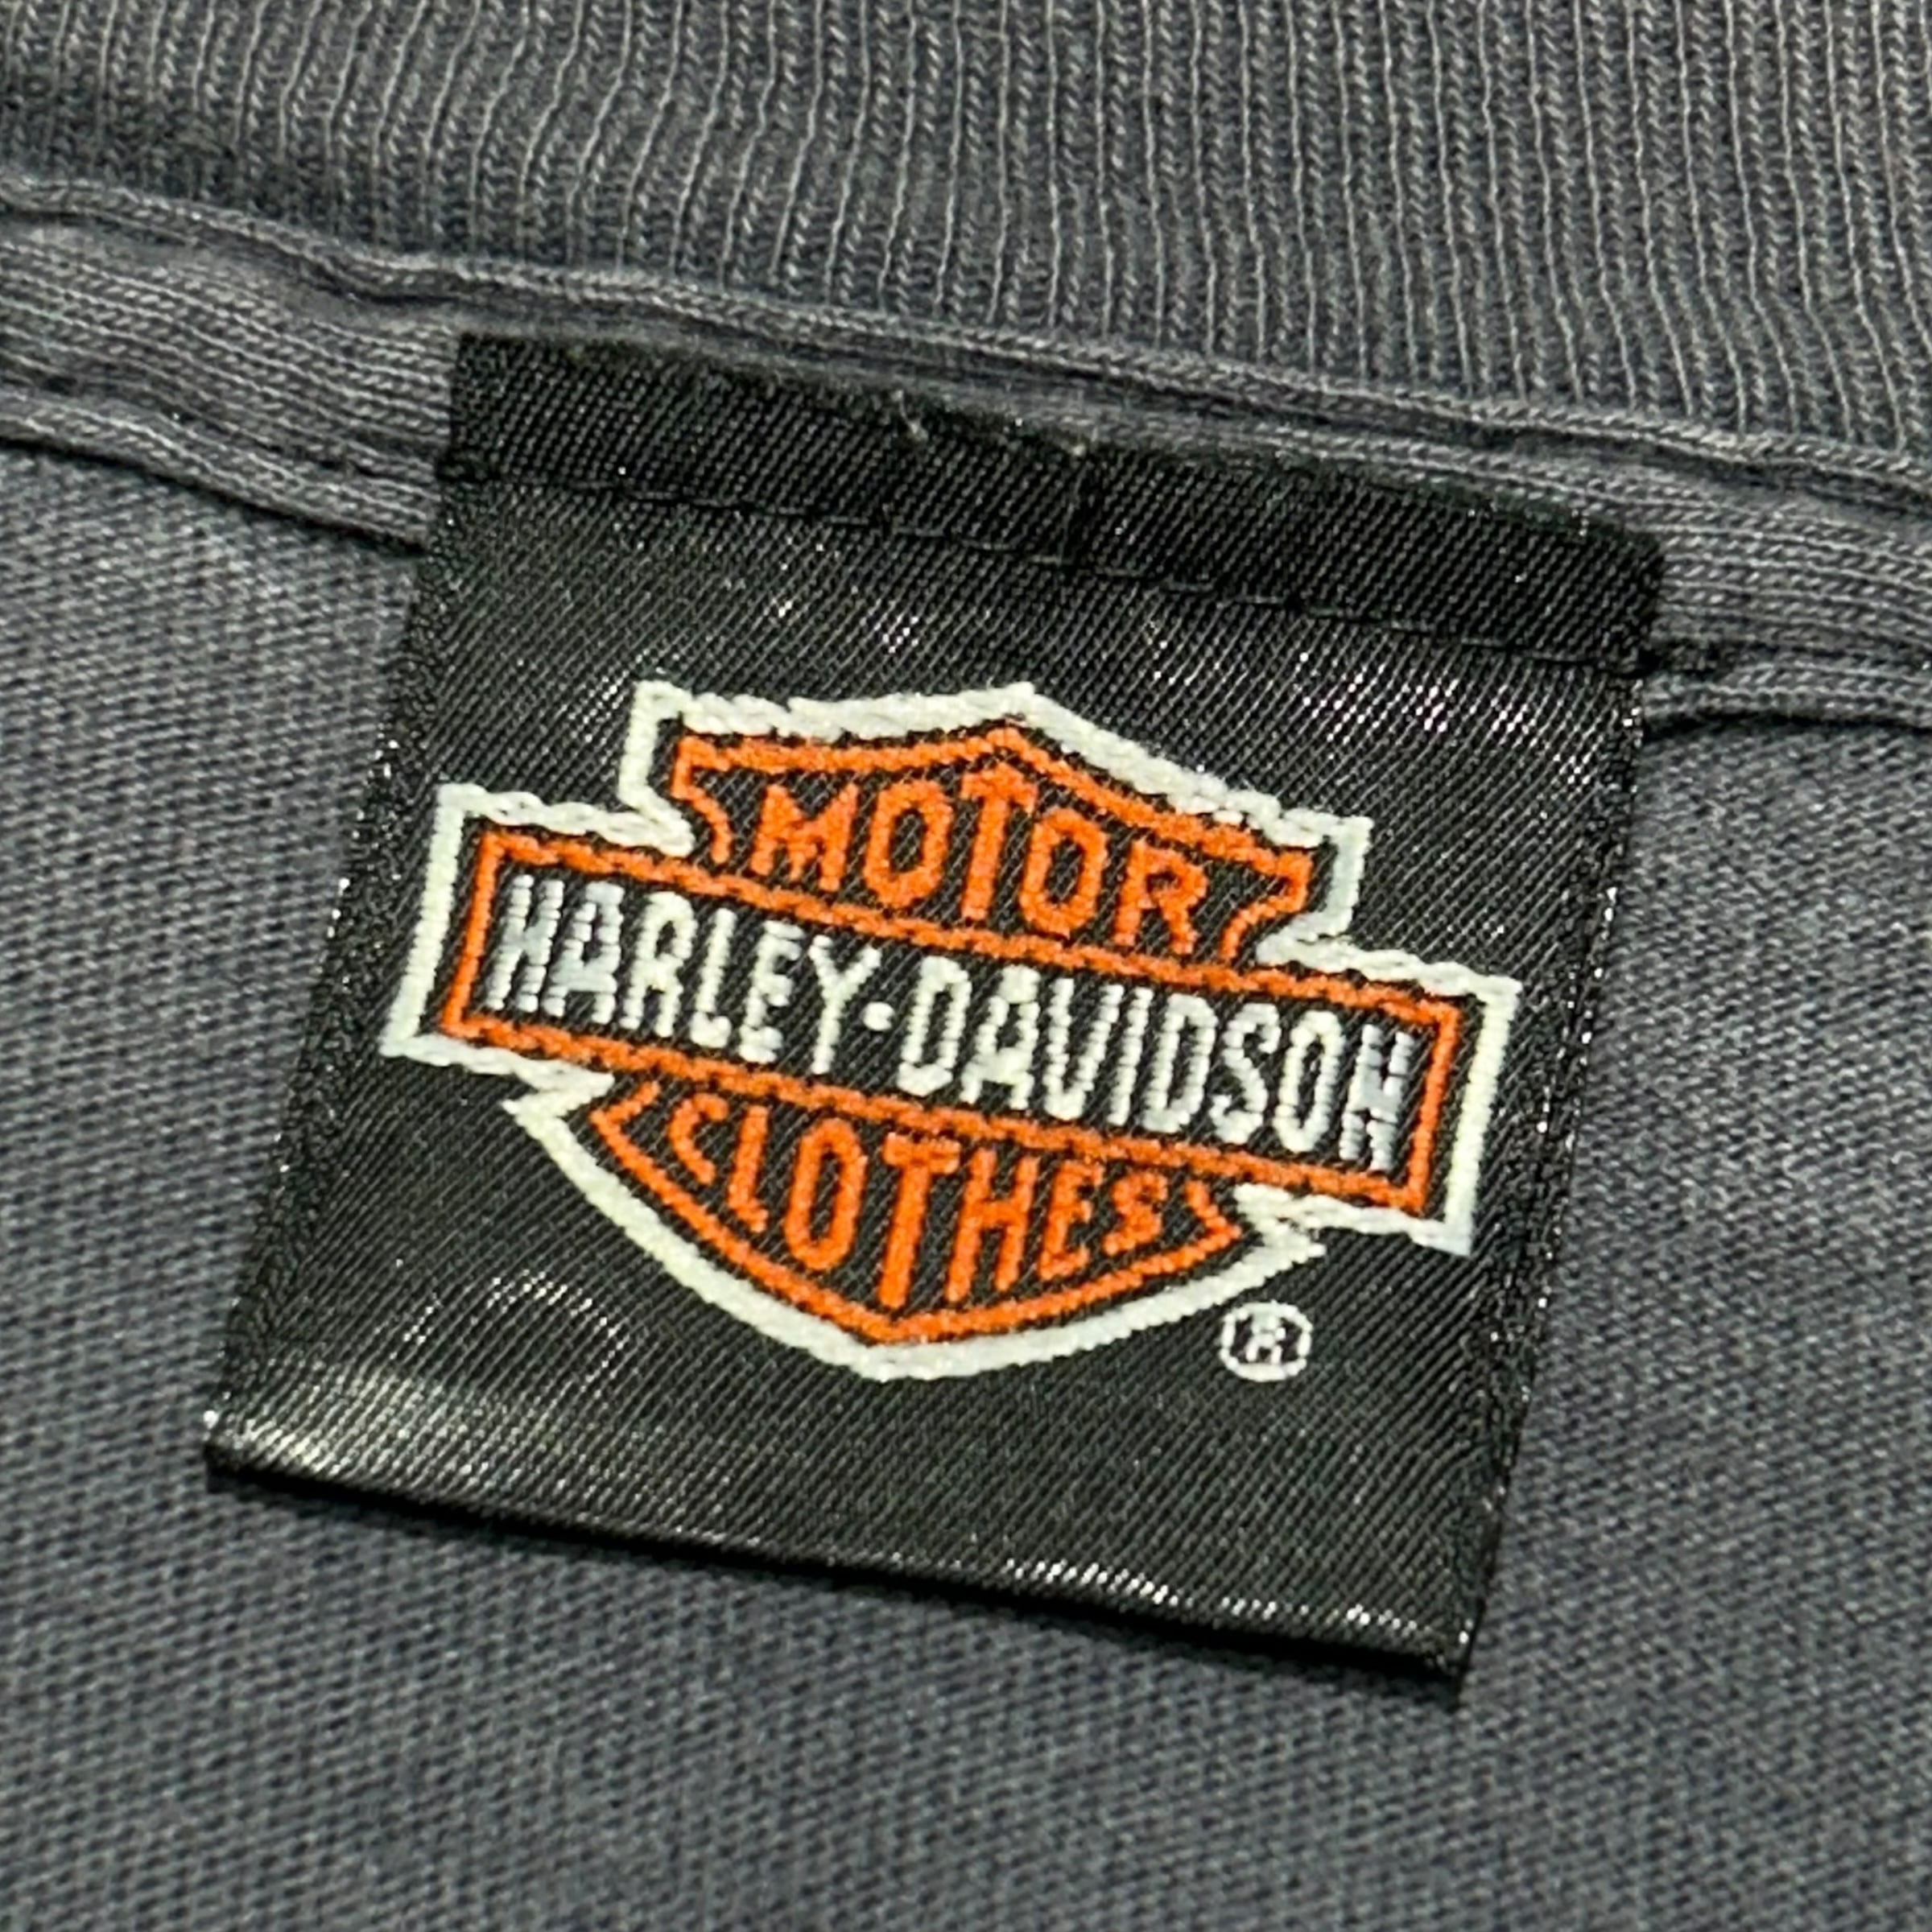 MOTOR
HARLEY-DAVIDSON
CLOTHES
®